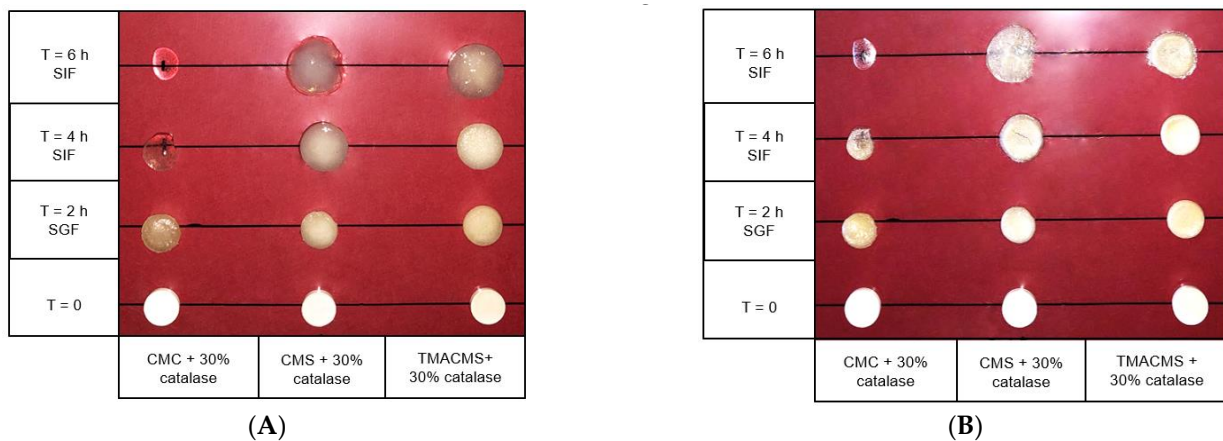 T = 6 h
SIF
T = 4 h
SIF
T = 2 h
SGF
T = 0
CMC + 30%
catalase
CMS + 30%
catalase
TMACMS+
30% catalase
(A)
T = 6 h
SIF
T = 4 h
SIF
T = 2 h
SGF
T = 0
CMC + 30%
catalase
CMS + 30%
catalase
TMACMS +
30% catalase
(B)